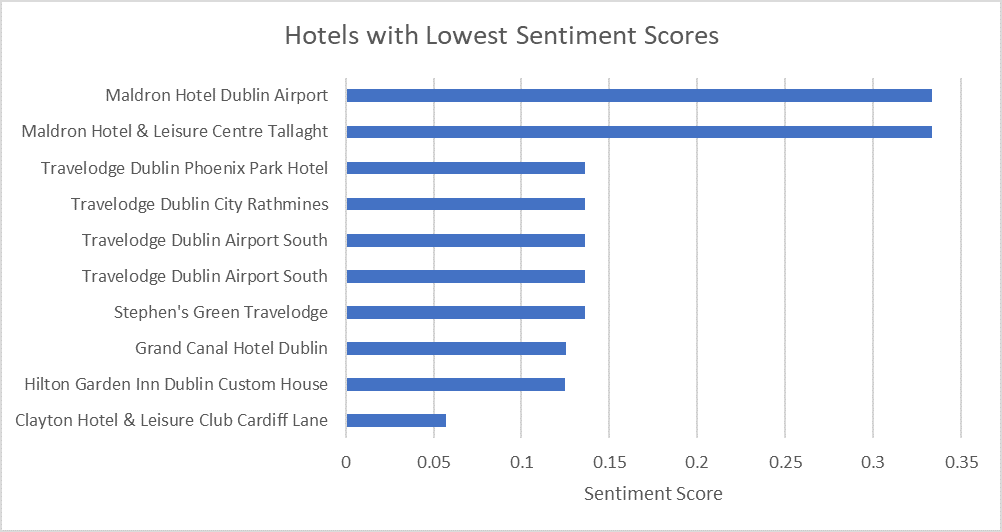 Hotels with Lowest Sentiment Scores
Maldron Hotel Dublin Airport
Maldron Hotel & Leisure Centre Tallaght
Travelodge Dublin Phoenix Park Hotel
Travelodge Dublin City Rathmines
Travelodge Dublin Airport South
Travelodge Dublin Airport South
Stephen's Green Travelodge
Grand Canal Hotel Dublin
Hilton Garden Inn Dublin Custom House
Clayton Hotel & Leisure Club Cardiff Lane
0 0.05 0.1 0.15 0.2 0.25 0.3 0.35
Sentiment Score